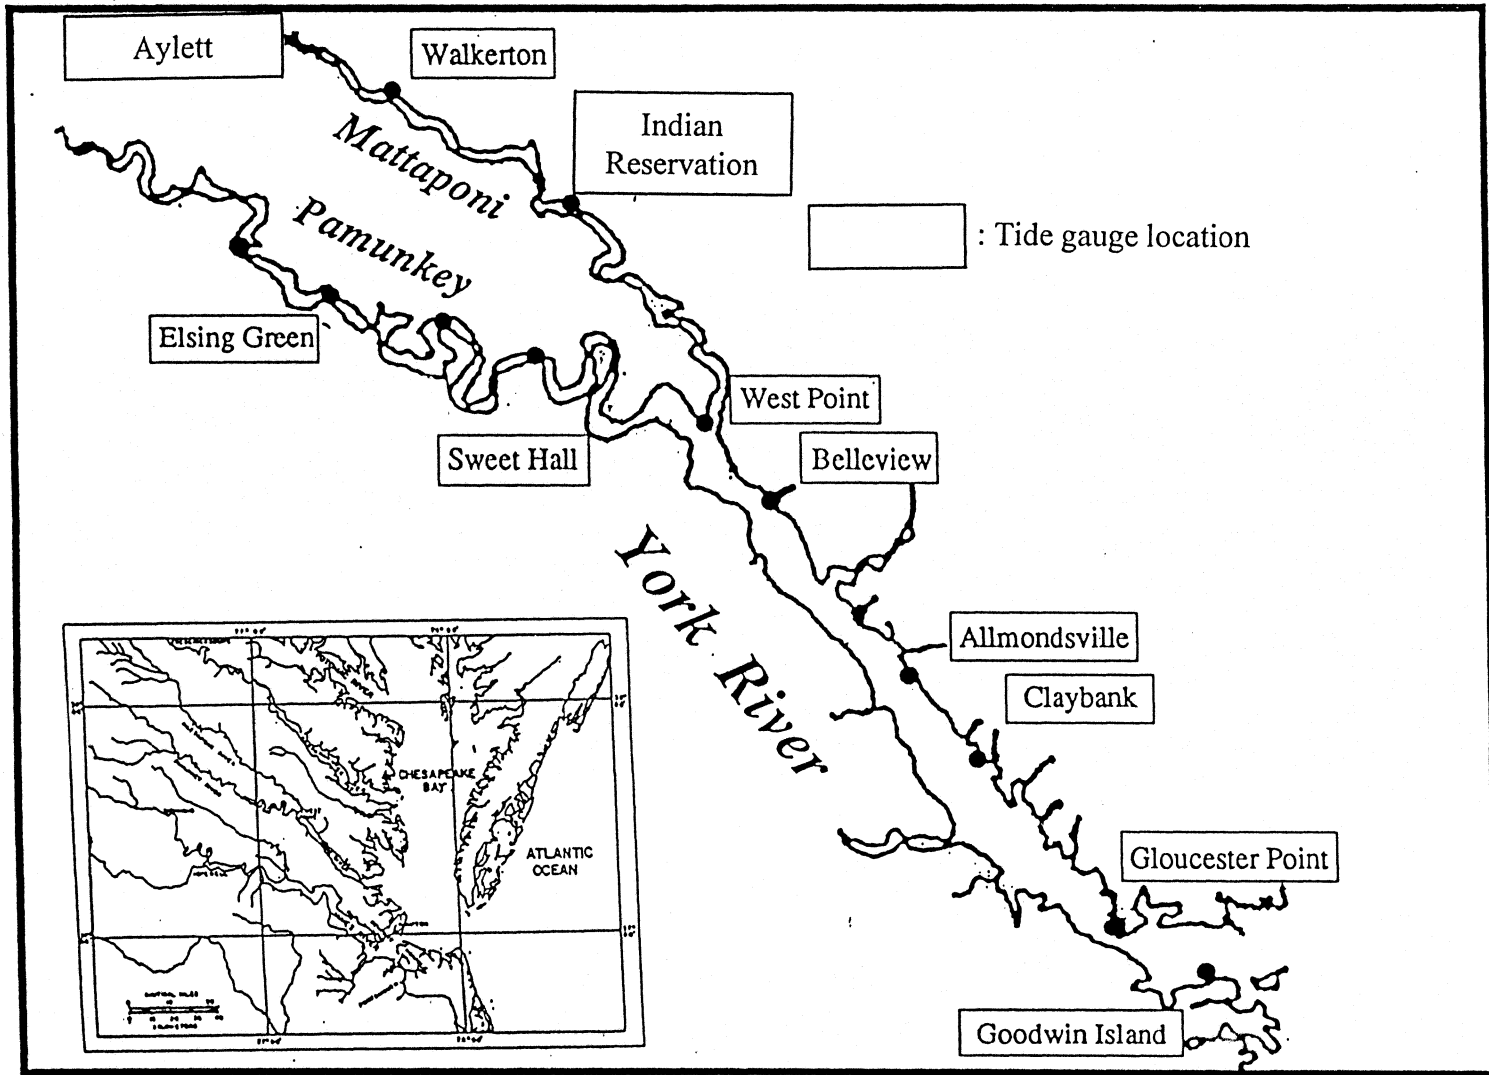 Aylett
Walkerton
Indian
Reservation
Mattaponi
Pamunkey
: Tide gauge location
Elsing Green
West Point
Sweet Hall
Belleview
York River
Allmondsville
Claybank
CHESAPEAKE
BAY
ATLANTIC
OCEAN
Gloucester Point
Goodwin Island
RIVER